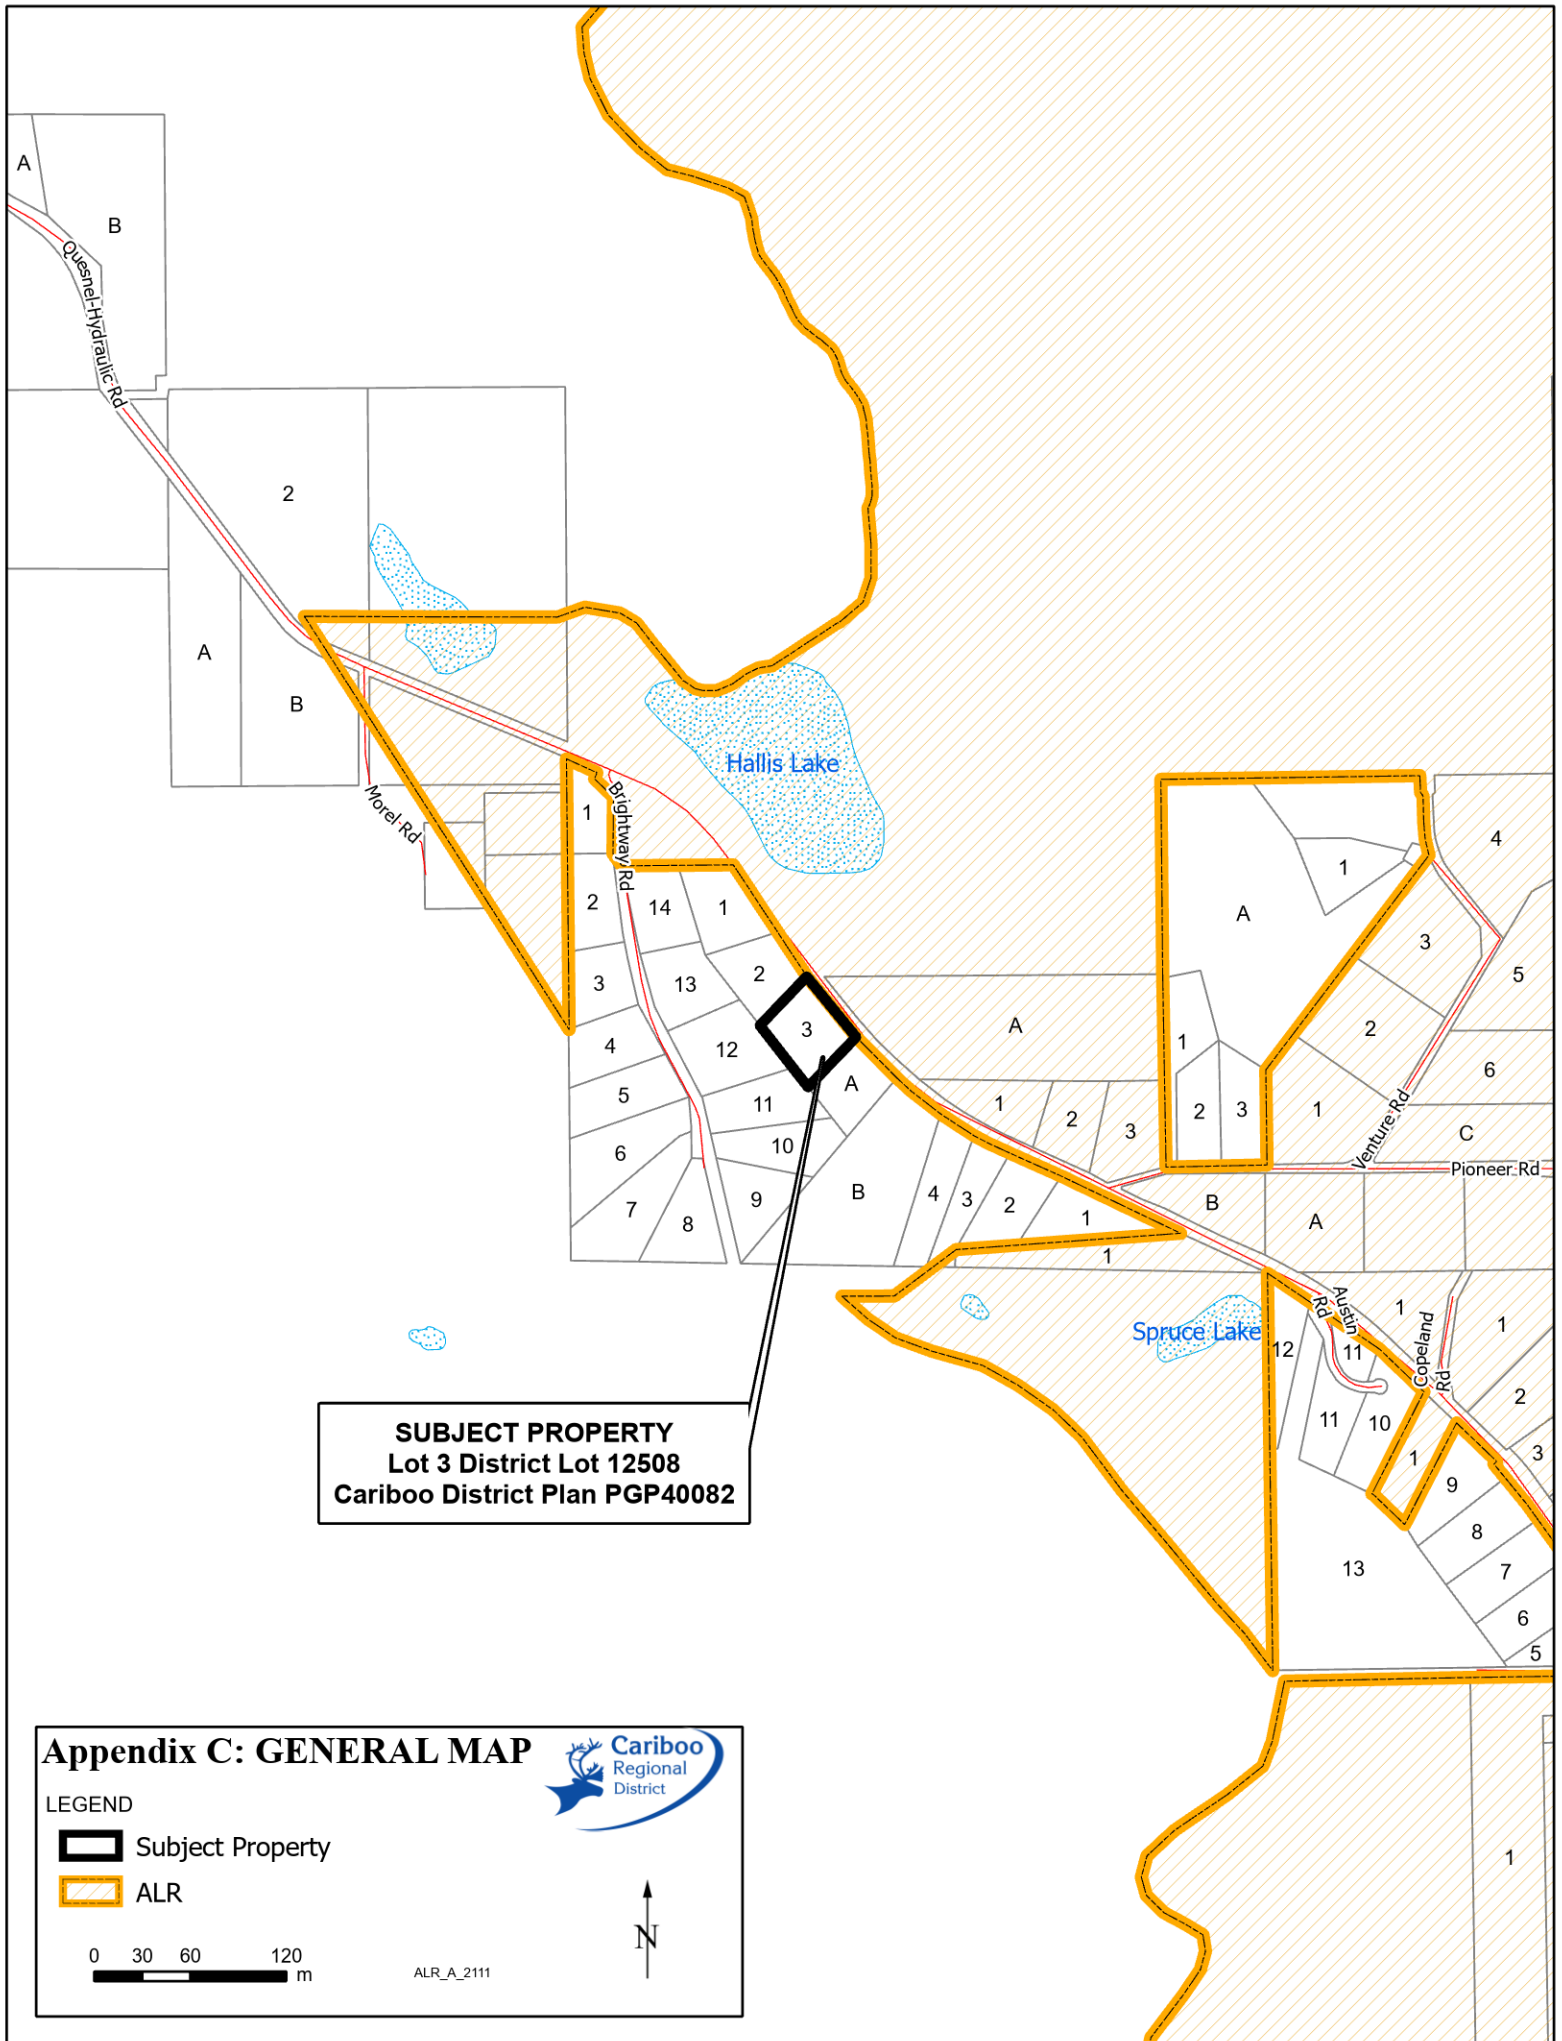 A
B
Quesnel-Hydraulic Rd
2
A
B
Morel Rd
Hallis Lake
1
Brightway Rd
2
14
1
4
1
A
3
5
3
13
2
3
A
1
2
4
12
6
5
11
A
1
2
3
2
3
1
Venture Rd
C
6
10
Pioneer Rd
7
8
9
B
4
3
2
1
B
A
1
Spruce Lake
12
Austin
Rd
11
1
Copeland
Rd
1
2
11
10
1
3
9
8
7
6
5
13
SUBJECT PROPERTY
Lot 3 District Lot 12508
Cariboo District Plan PGP40082
1
Appendix C: GENERAL MAP
Cariboo
Regional
District
LEGEND
Subject Property
ALR
0 30 60 120
m
ALR_A_2111
N